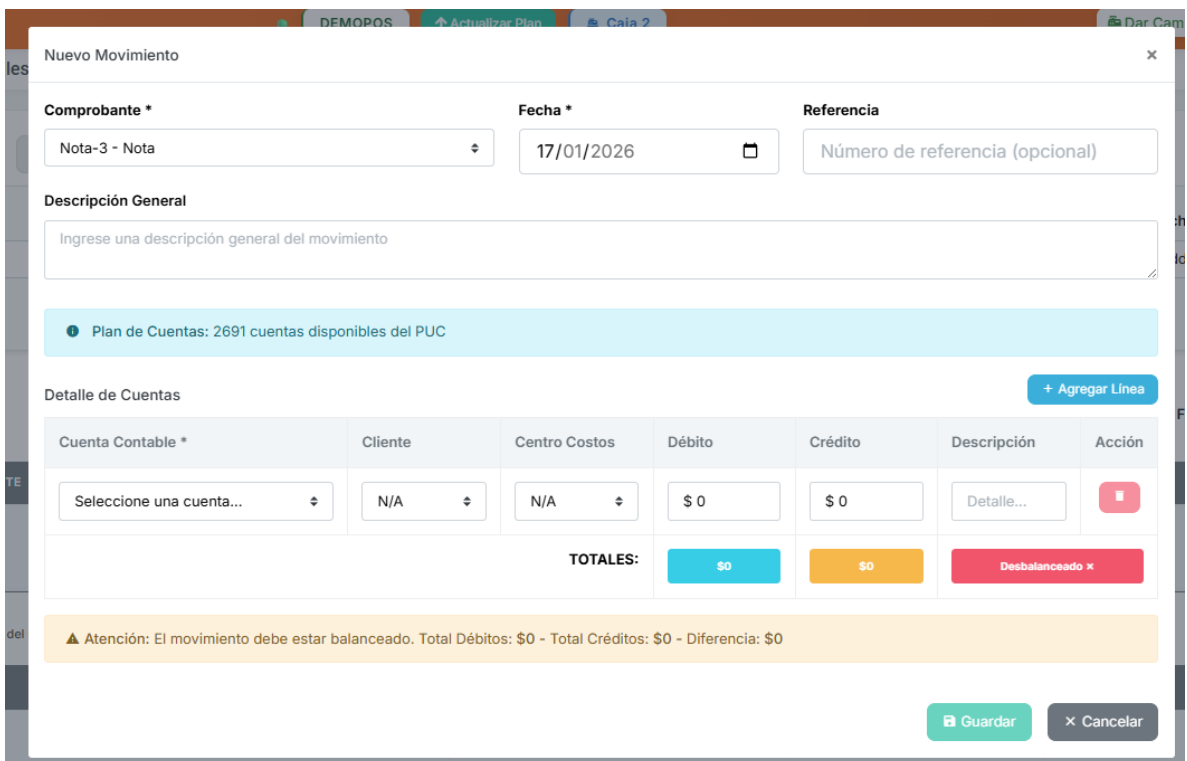 DEMOPOS Actualizar Plan Caja 2 Dar Cam
Nuevo Movimiento ×
les
Comprobante * Fecha * Referencia
Nota-3 - Nota 17/01/2026 Número de referencia (opcional)
Descripción General
Ingrese una descripción general del movimiento
Plan de Cuentas: 2691 cuentas disponibles del PUC
Detalle de Cuentas + Agregar Línea
Cuenta Contable * Cliente Centro Costos Débito Crédito Descripción Acción
TE
Seleccione una cuenta... N/A N/A $ 0 $ 0 Detalle...
TOTALES: $0 $0 Desbalanceado ×
del
Atención: El movimiento debe estar balanceado. Total Débitos: $0 - Total Créditos: $0 - Diferencia: $0
Guardar × Cancelar